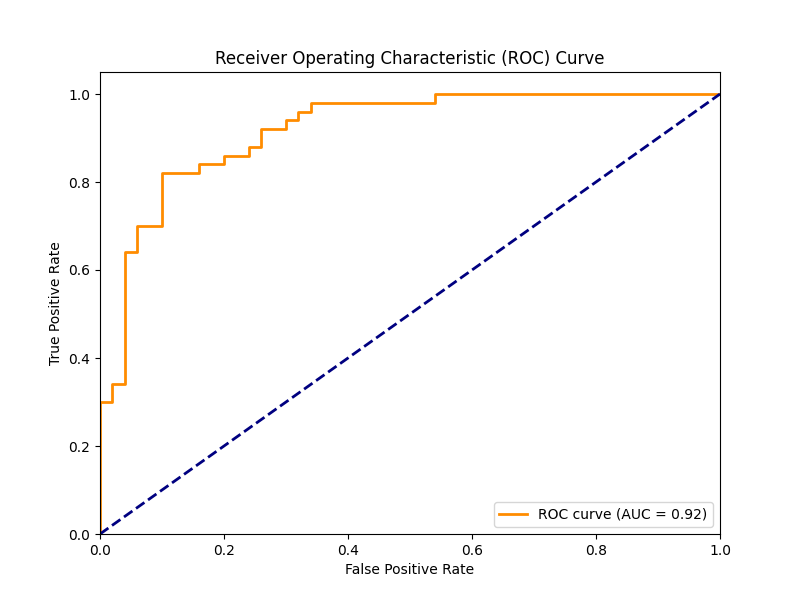 Receiver Operating Characteristic (ROC) Curve
1.0
0.8
0.6
0.4
0.2
0.0
True Positive Rate
ROC curve (AUC = 0.92)
0.0 0.2 0.4 0.6 0.8 1.0
False Positive Rate